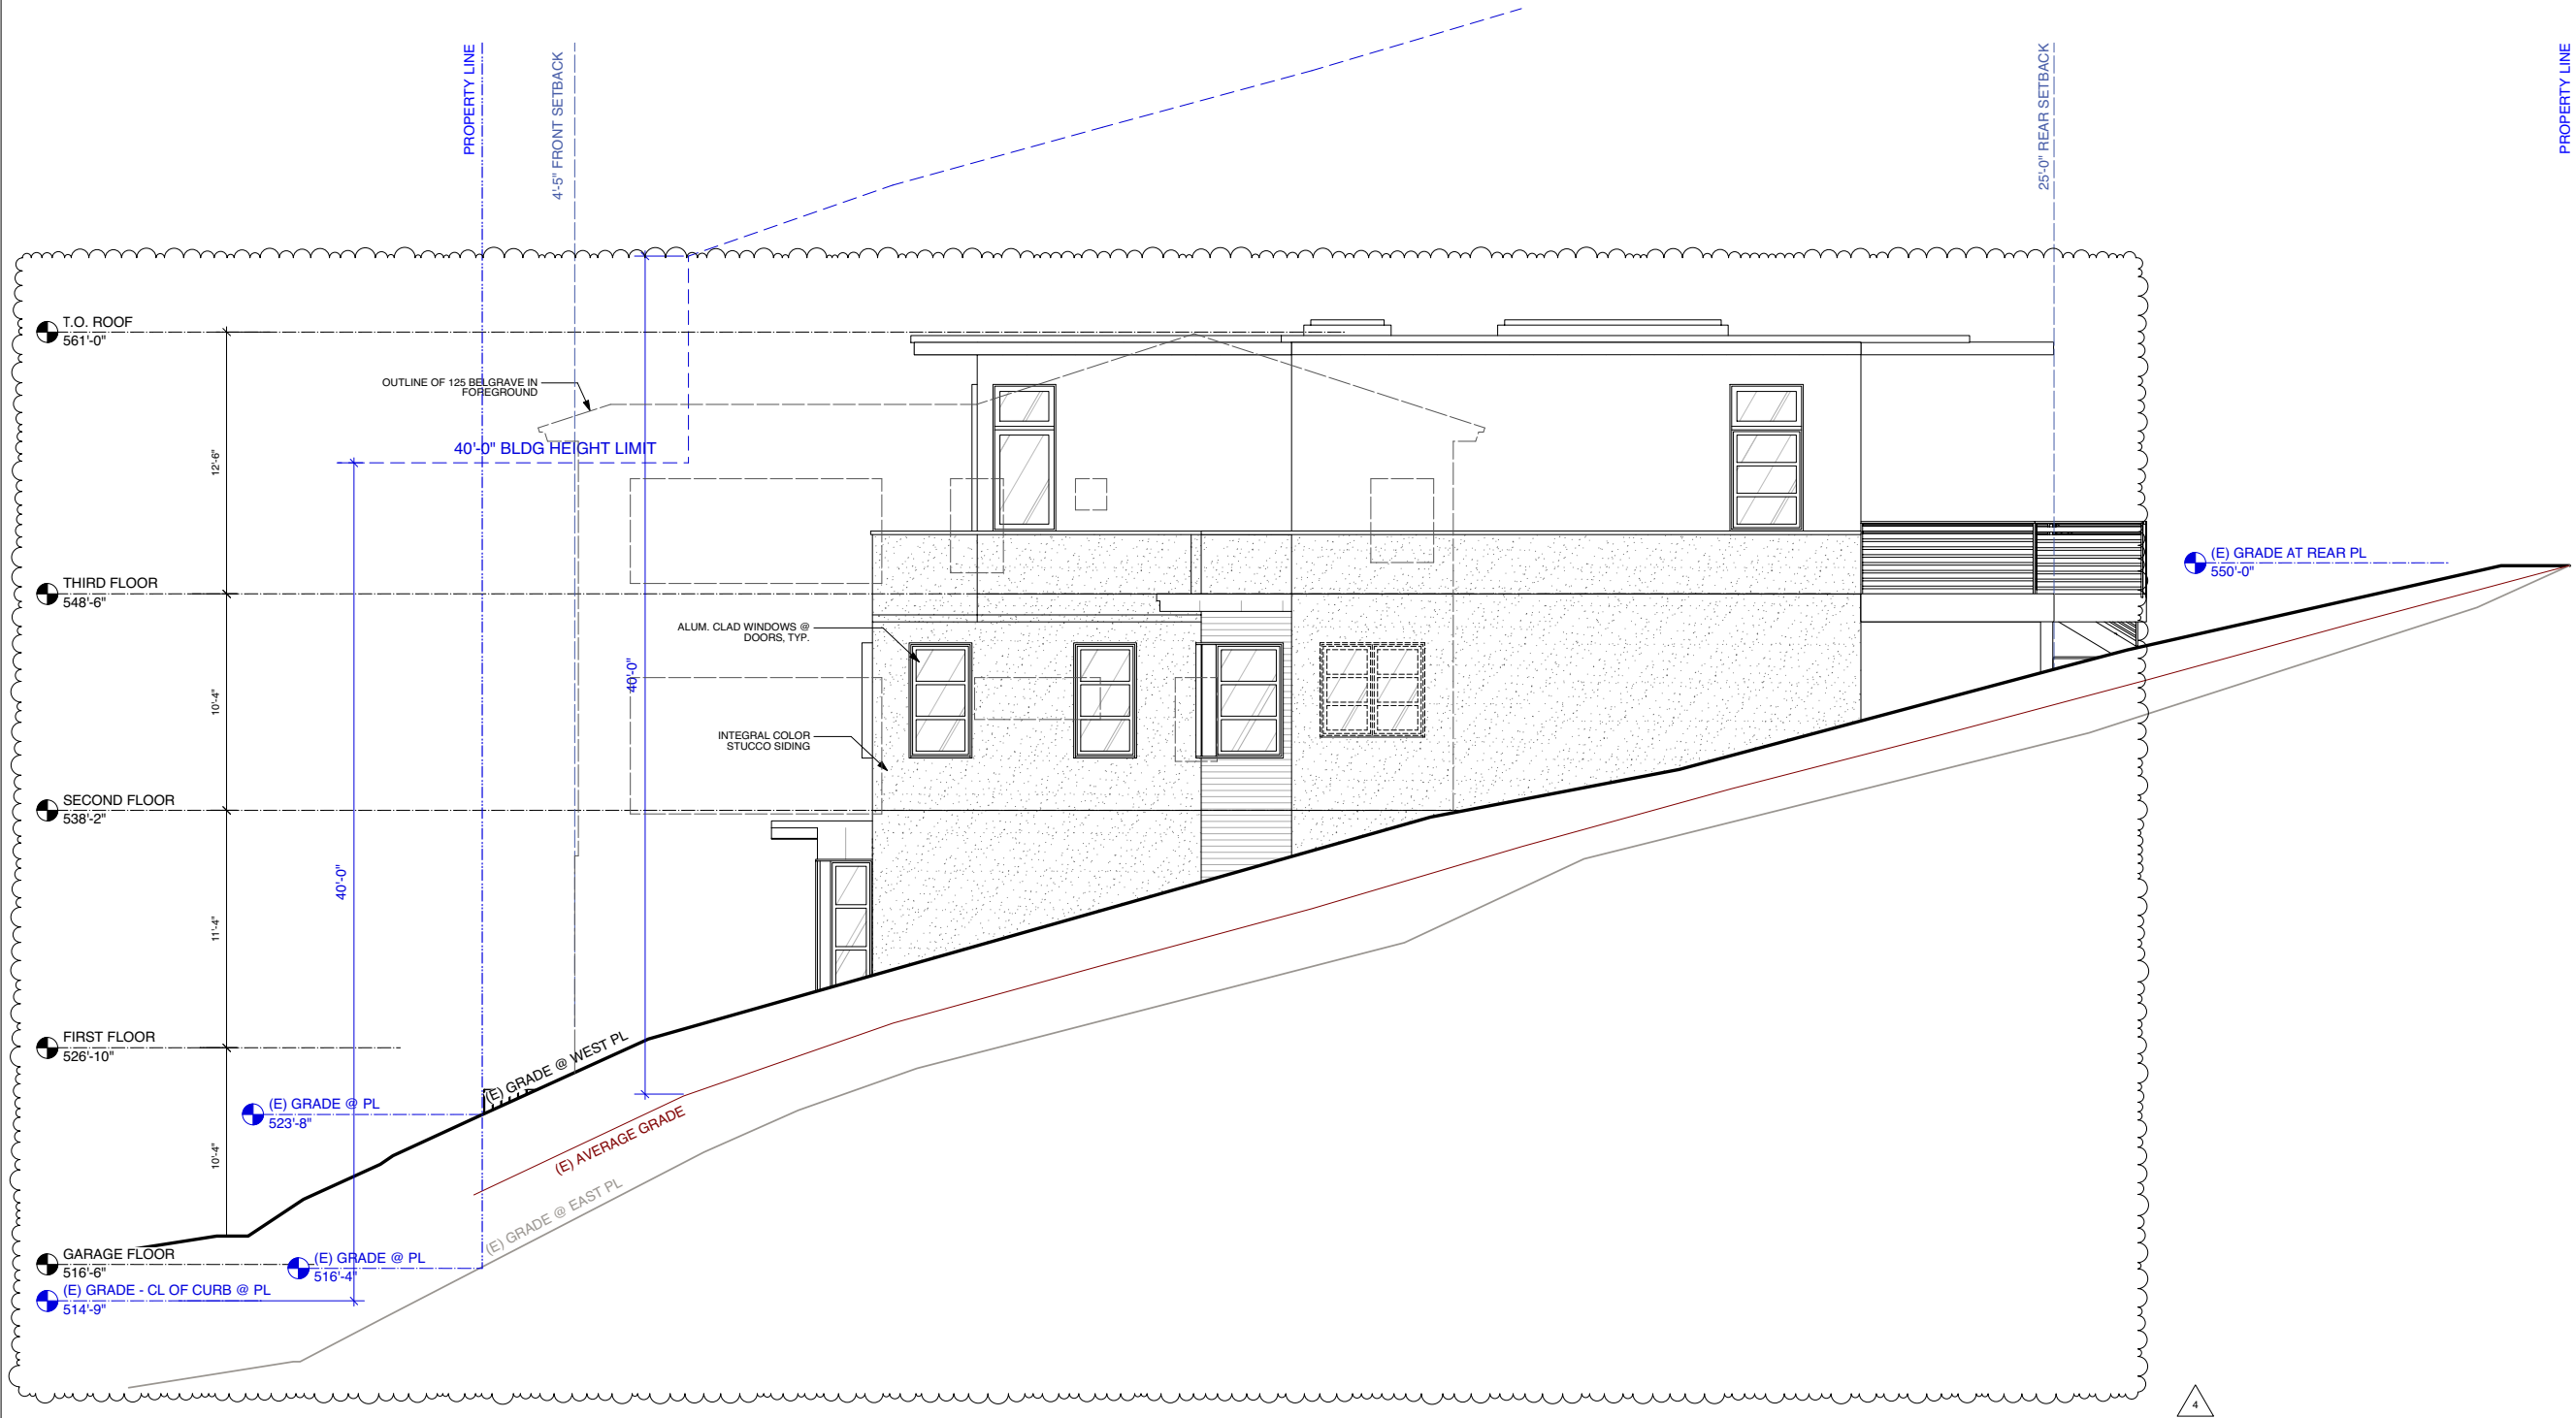 PROPERTY LINE
4'-5" FRONT SETBACK
25'-0" REAR SETBACK
PROPERTY LINE
T.O. ROOF
561'-0"
OUTLINE OF 125 BELGRAVE IN
FOREGROUND
40'-0" BLDG HEIGHT LIMIT
12'-6"
(E) GRADE AT REAR PL
550'-0"
THIRD FLOOR
548'-6"
ALUM. CLAD WINDOWS @
DOORS, TYP.
40'-0"
10'-4"
INTEGRAL COLOR
STUCCO SIDING
SECOND FLOOR
538'-2"
40'-0"
11'-4"
FIRST FLOOR
526'-10"
(E) GRADE @ WEST PL
(E) GRADE @ PL
523'-8"
(E) AVERAGE GRADE
10'-4"
(E) GRADE @ EAST PL
GARAGE FLOOR
516'-6"
(E) GRADE @ PL
516'-4"
(E) GRADE - CL OF CURB @ PL
514'-9"
4